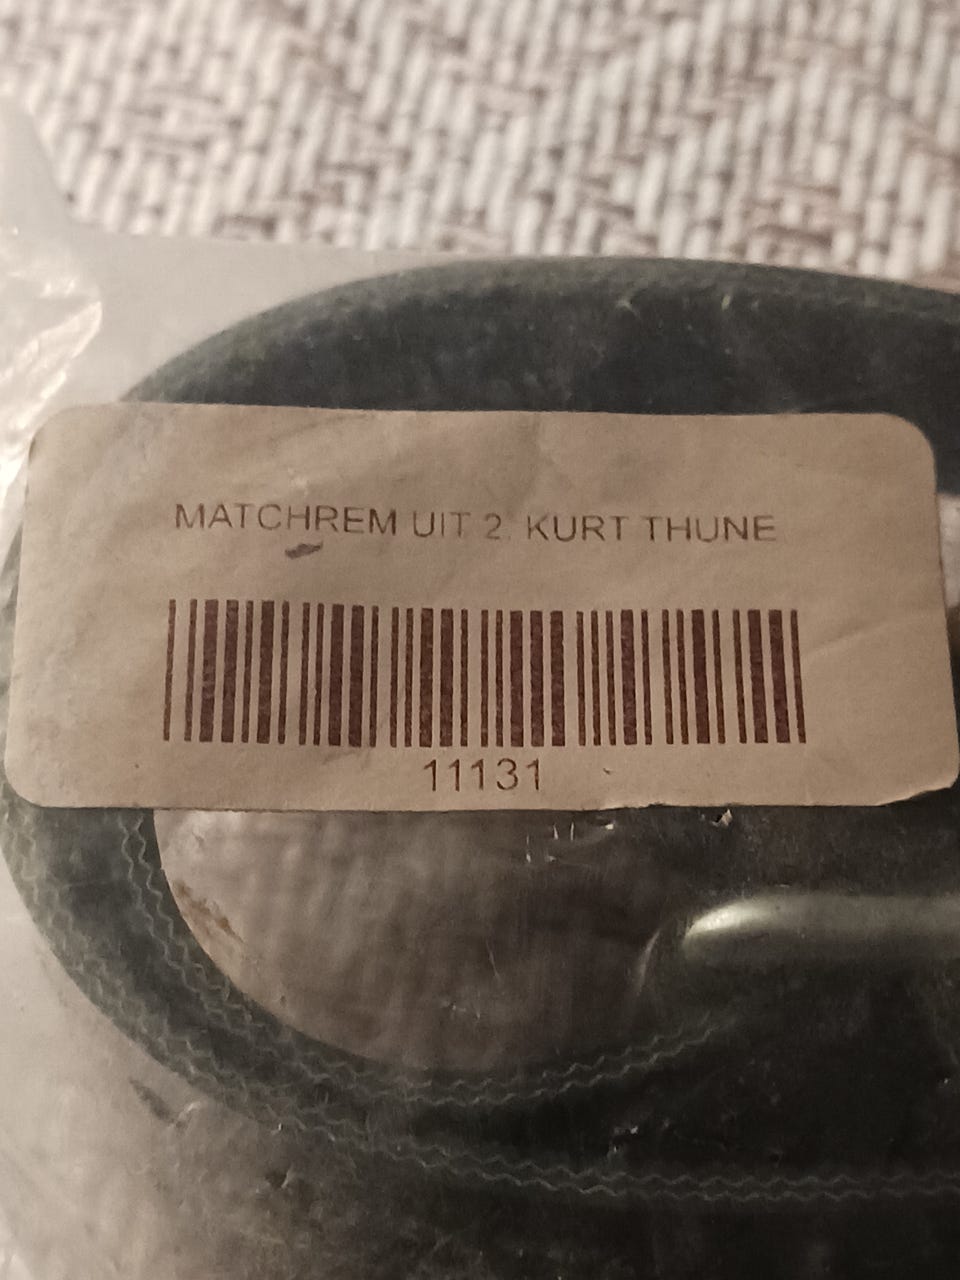 MATCHREM UIT 2. KURT THUNE
11131